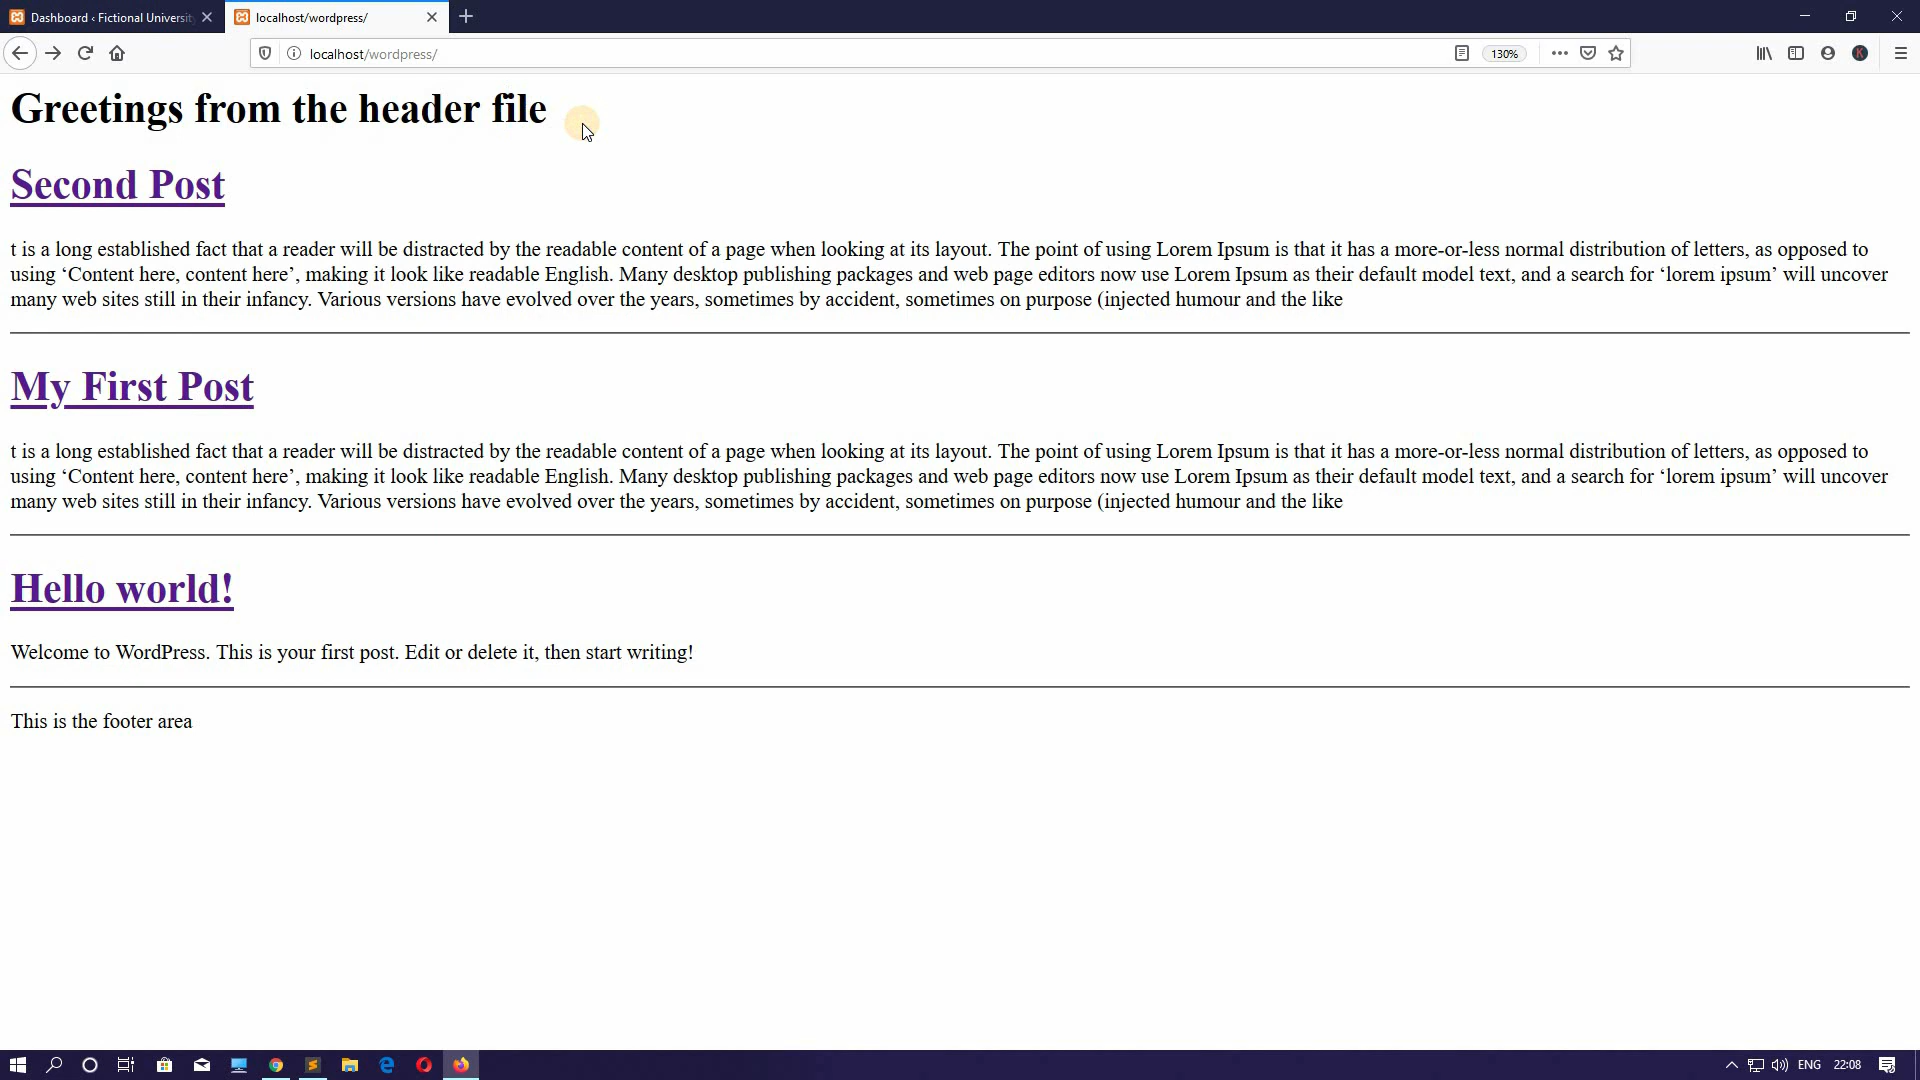 Dashboard ‹ Fictional University
localhost/wordpress/
localhost/wordpress/
130%
Greetings from the header file
Second Post
t is a long established fact that a reader will be distracted by the readable content of a page when looking at its layout. The point of using Lorem Ipsum is that it has a more-or-less normal distribution of letters, as opposed to
using ‘Content here, content here’, making it look like readable English. Many desktop publishing packages and web page editors now use Lorem Ipsum as their default model text, and a search for ‘lorem ipsum’ will uncover
many web sites still in their infancy. Various versions have evolved over the years, sometimes by accident, sometimes on purpose (injected humour and the like
My First Post
t is a long established fact that a reader will be distracted by the readable content of a page when looking at its layout. The point of using Lorem Ipsum is that it has a more-or-less normal distribution of letters, as opposed to
using ‘Content here, content here’, making it look like readable English. Many desktop publishing packages and web page editors now use Lorem Ipsum as their default model text, and a search for ‘lorem ipsum’ will uncover
many web sites still in their infancy. Various versions have evolved over the years, sometimes by accident, sometimes on purpose (injected humour and the like
Hello world!
Welcome to WordPress. This is your first post. Edit or delete it, then start writing!
This is the footer area
ENG 22:08